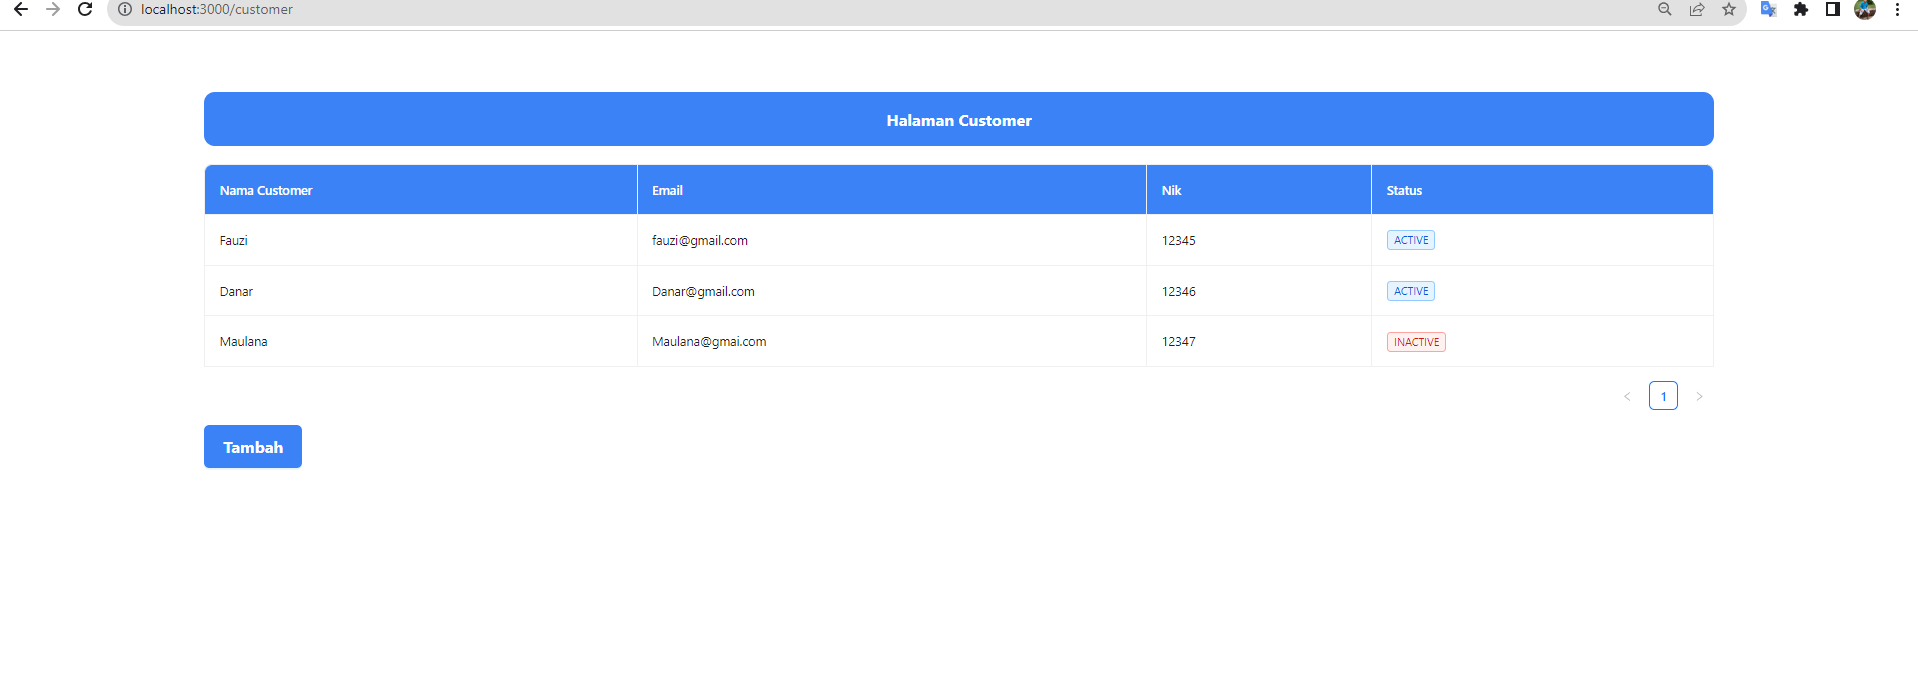 localhost:3000/customer
Halaman Customer
Nama Customer Email Nik Status
Fauzi fauzi@gmail.com 12345 ACTIVE
Danar Danar@gmail.com 12346 ACTIVE
Maulana Maulana@gmai.com 12347 INACTIVE
< 1 >
Tambah